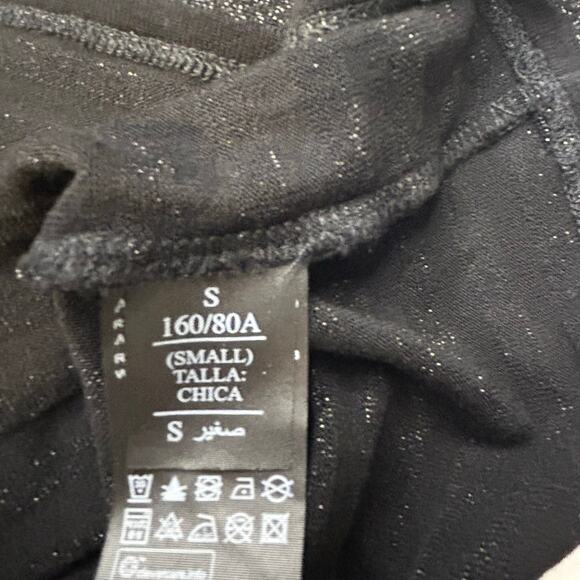 S
160/80A
(SMALL)
TALLA:
CHICA
S صغير